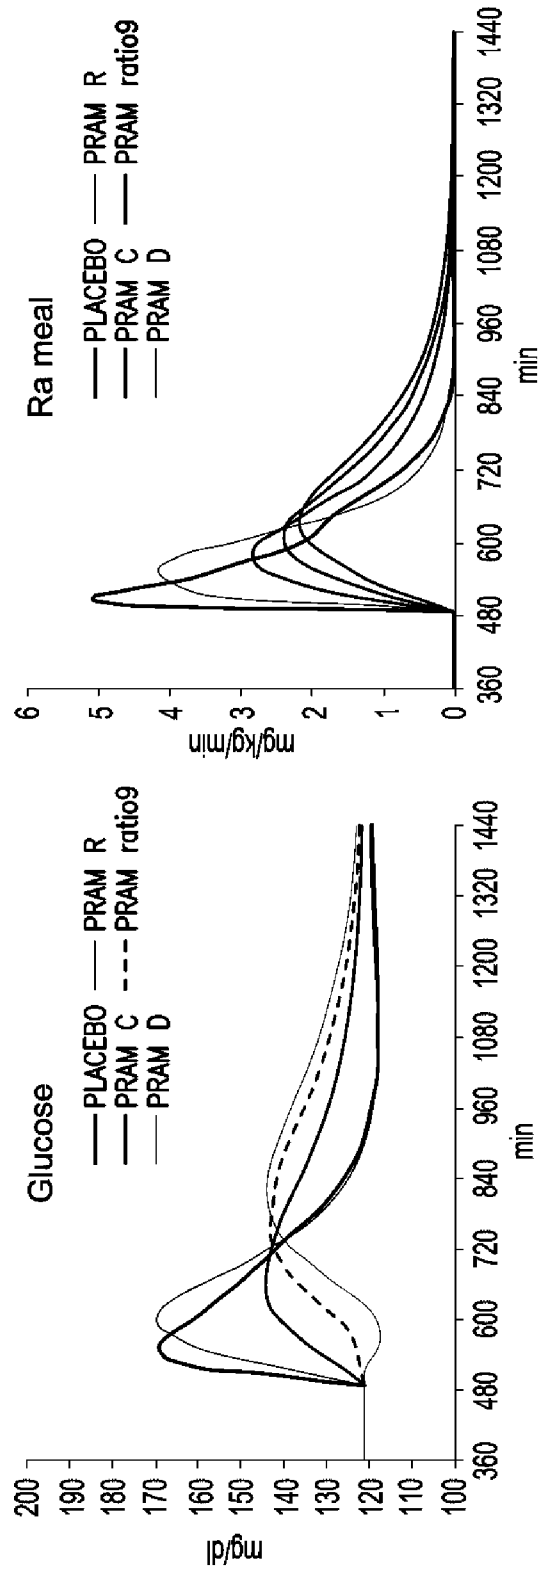 Glucose
PLACEBO PRAM R
PRAM C PRAM ratio9
PRAM D
mg/dl
200
190
180
170
160
150
140
130
120
110
100
360 480 600 720 840 960 1080 1200 1320 1440
min
Ra meal
PLACEBO PRAM R
PRAM C PRAM ratio9
PRAM D
mg/kg/min
6
5
4
3
2
1
0
360 480 600 720 840 960 1080 1200 1320 1440
min